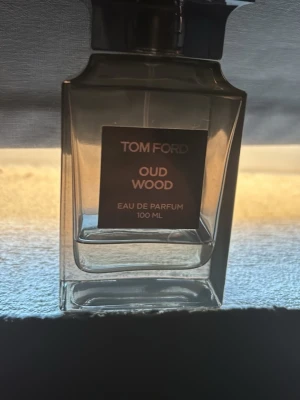 TOM FORD
OUD
WOOD
EAU DE PARFUM
100 ML